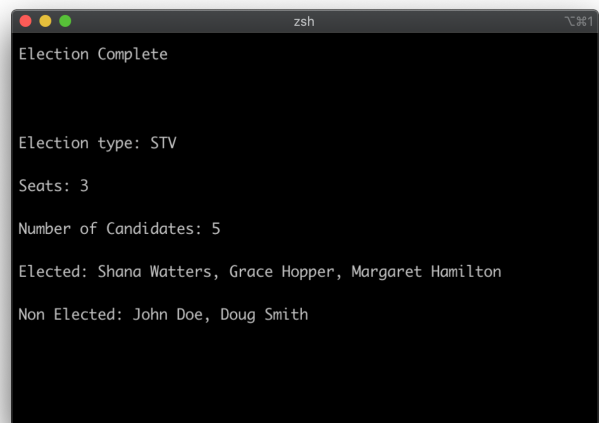 zsh
⌥⌘1
Election Complete
Election type: STV
Seats: 3
Number of Candidates: 5
Elected: Shana Watters, Grace Hopper, Margaret Hamilton
Non Elected: John Doe, Doug Smith